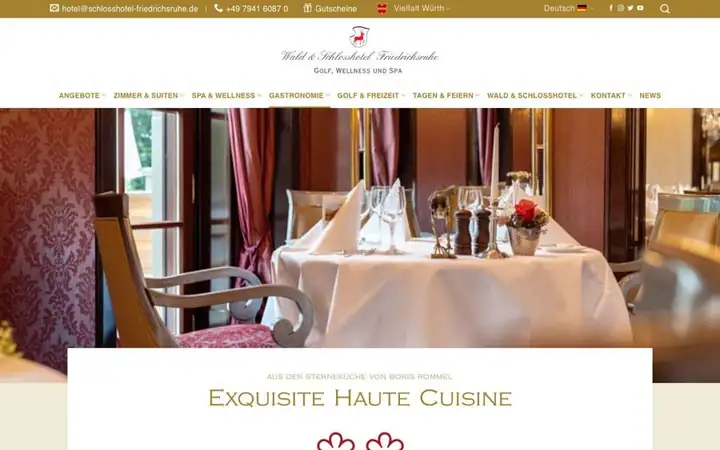 hotel@schlosshotel-friedrichsruhe.de +49 7941 6087 0 Gutscheine Vielfalt Würth Deutsch
Wald & Schlosshotel Friedrichsruhe
Golf, Wellness und Spa
ANGEBOTE ZIMMER & SUITEN SPA & WELLNESS GASTRONOMIE GOLF & FREIZEIT TAGEN & FEIERN WALD & SCHLOSSHOTEL KONTAKT NEWS
AUS DER STERNEKÜCHE VON BORIS ROMMEL
Exquisite Haute Cuisine